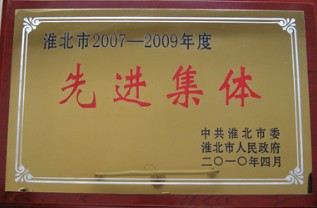 淮北市2007—2009年度
先进集体
中共淮北市委
淮北市人民政府
二〇一〇年四月